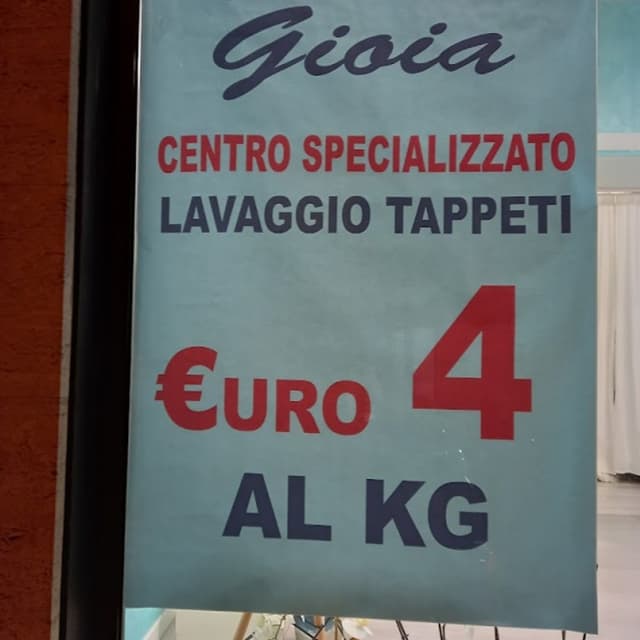 Gioia
CENTRO SPECIALIZZATO
LAVAGGIO TAPPETI
€URO 4
AL KG